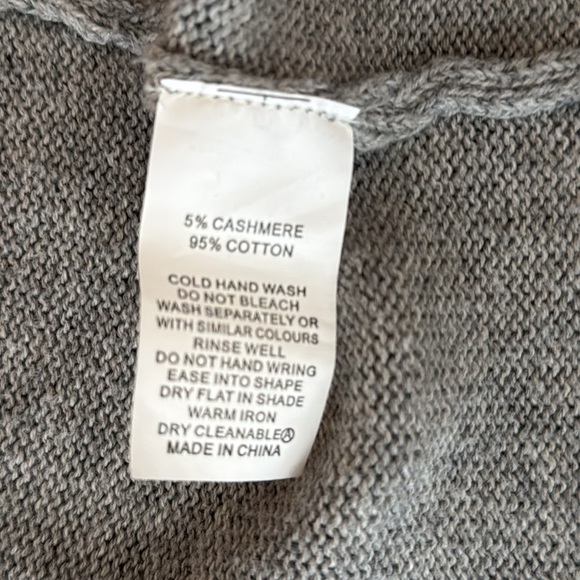 5% CASHMERE
95% COTTON
COLD HAND WASH
DO NOT BLEACH
WASH SEPARATELY OR
WITH SIMILAR COLOURS
RINSE WELL
DO NOT HAND WRING
EASE INTO SHAPE
DRY FLAT IN SHADE
WARM IRON
DRY CLEANABLEⒶ
MADE IN CHINA